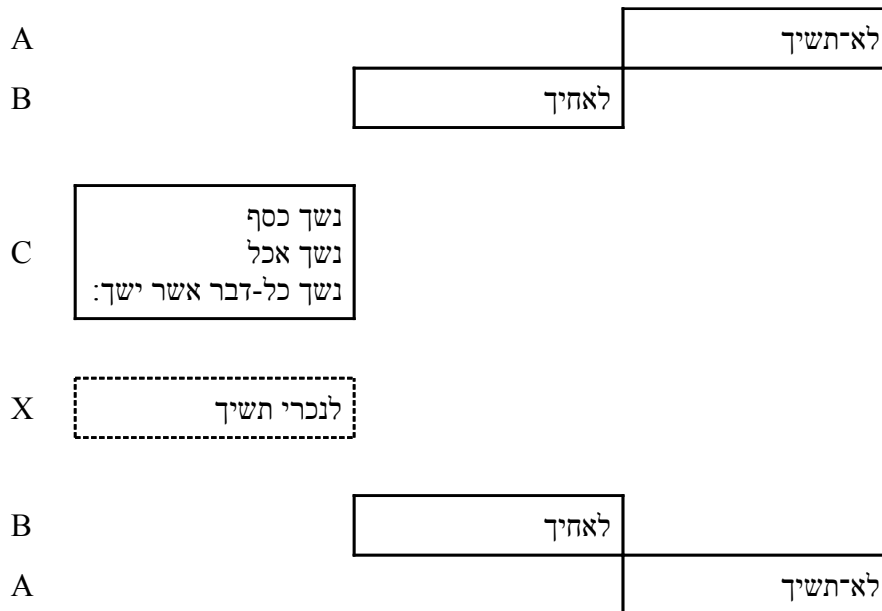 A לא־תשיך
B לאחיך
נשך כסף
C נשך אכל
נשך כל-דבר אשר ישך:
X לנכרי תשיך
B לאחיך
A לא־תשיך